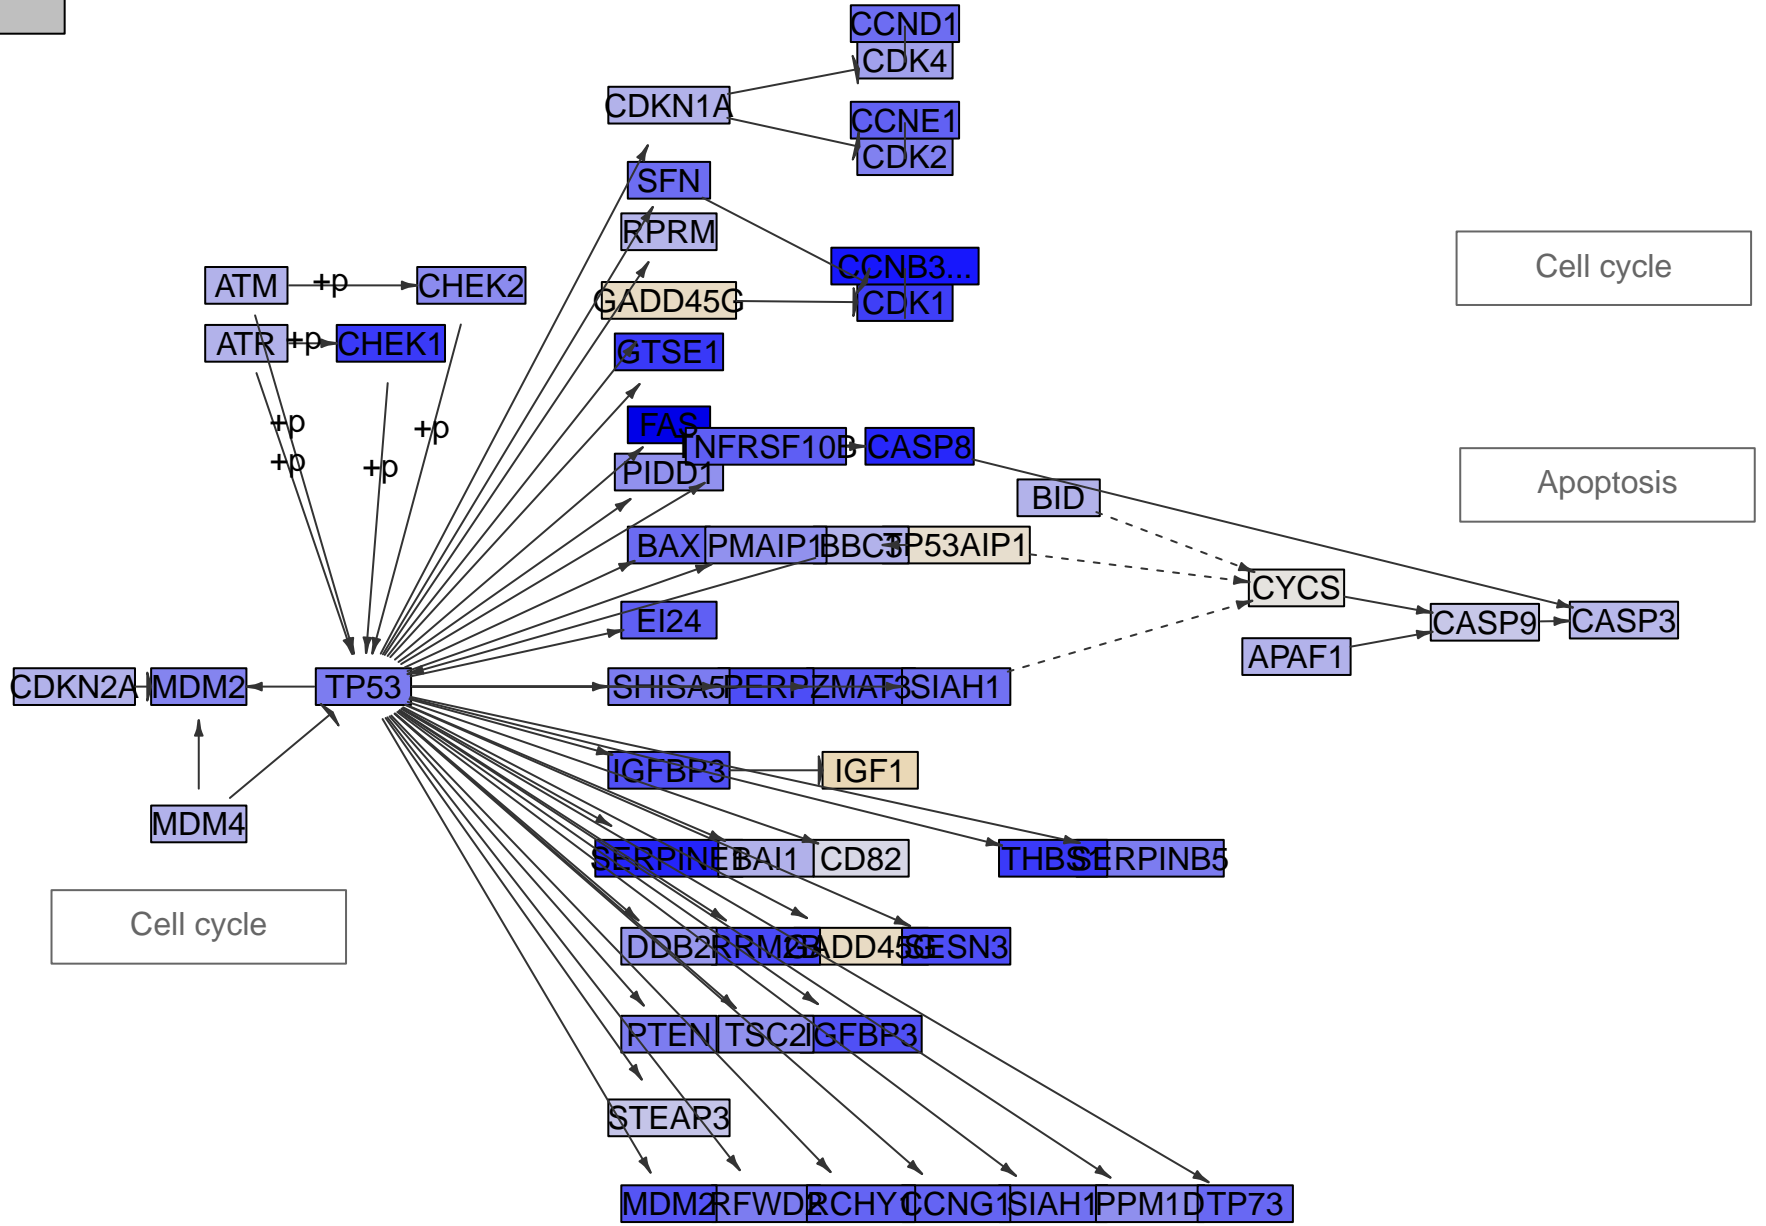 CCND1
CDK4
CDKN1A
CCNE1
CDK2
SFN
RPRM
CCNB3...
Cell cycle
ATM
+p
CHEK2
GADD45G
CDK1
ATR
+p
CHEK1
GTSE1
+p
+p
FAS
TNFRSF10B
CASP8
+p
+p
PIDD1
Apoptosis
BID
BAX
PMAIP1
BBC3
TP53AIP1
CYCS
EI24
CASP9
CASP3
APAF1
CDKN2A
MDM2
TP53
SHISA5
PERP
ZMAT3
SIAH1
IGFBP3
IGF1
MDM4
SERPINE1
BAI1
CD82
THBS1
SERPINB5
Cell cycle
DDB2
RRM2B
GADD45G
SESN3
PTEN
TSC2
IGFBP3
STEAP3
MDM2
RFWD2
RCHY1
CCNG1
SIAH1
PPM1D
TP73